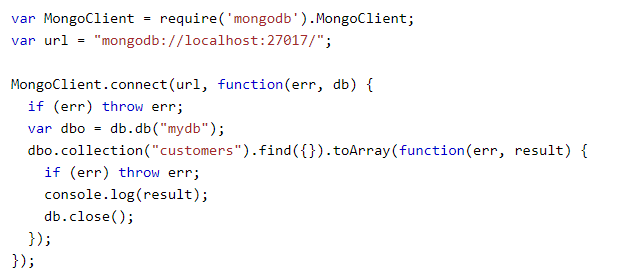 var MongoClient = require('mongodb').MongoClient;
var url = "mongodb://localhost:27017/";

MongoClient.connect(url, function(err, db) {
  if (err) throw err;
  var dbo = db.db("mydb");
  dbo.collection("customers").find({}).toArray(function(err, result) {
    if (err) throw err;
    console.log(result);
    db.close();
  });
});